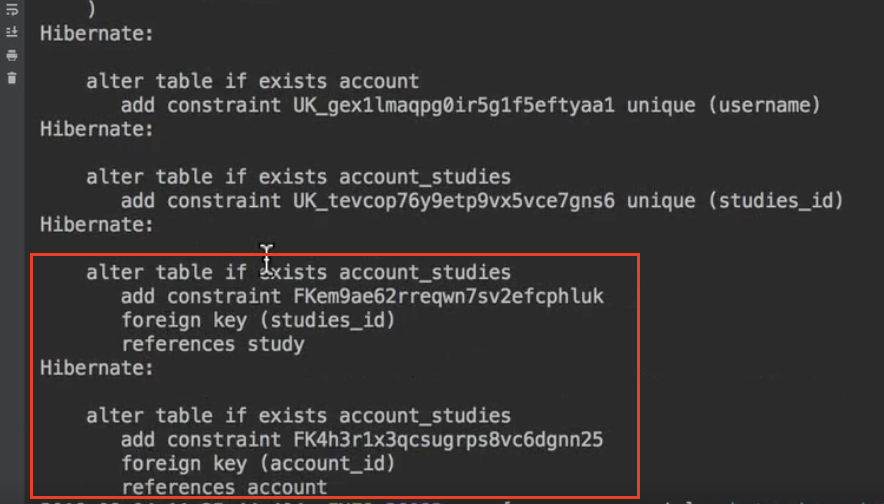 )
Hibernate:
alter table if exists account
add constraint UK_gex1lmaqpg0ir5g1f5eftyaa1 unique (username)
Hibernate:
alter table if exists account_studies
add constraint UK_tevcop76y9etp9vx5vce7gns6 unique (studies_id)
Hibernate:
alter table if exists account_studies
add constraint FKem9ae62rreqwn7sv2efcphluk
foreign key (studies_id)
references study
Hibernate:
alter table if exists account_studies
add constraint FK4h3r1x3qcsugrps8vc6dgnn25
foreign key (account_id)
references account